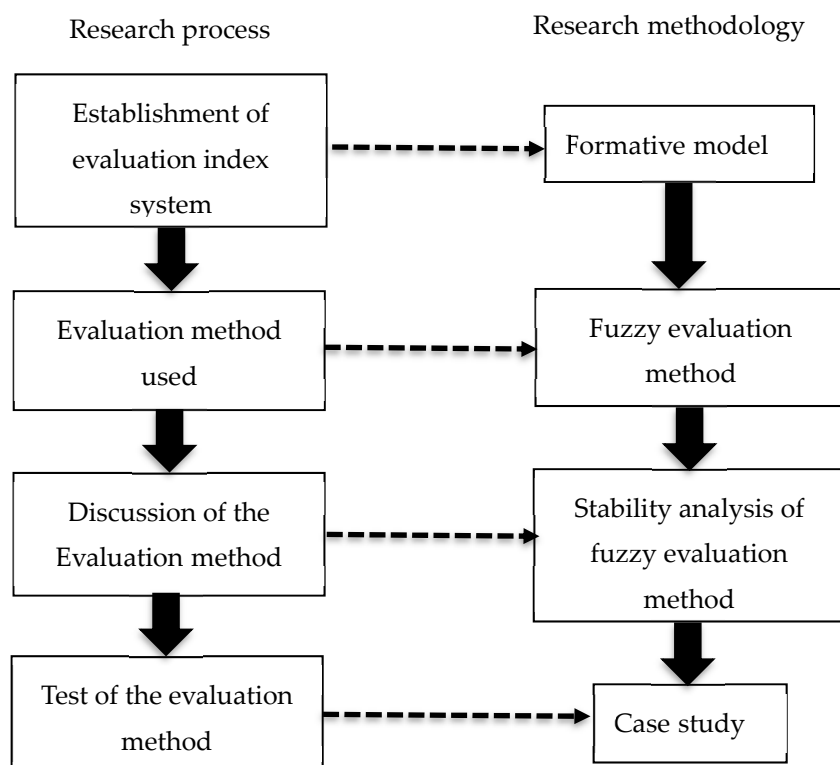 Research process
Research methodology
Establishment of
evaluation index
system
Formative model
Evaluation method
used
Fuzzy evaluation
method
Discussion of the
Evaluation method
Stability analysis of
fuzzy evaluation
method
Test of the evaluation
method
Case study